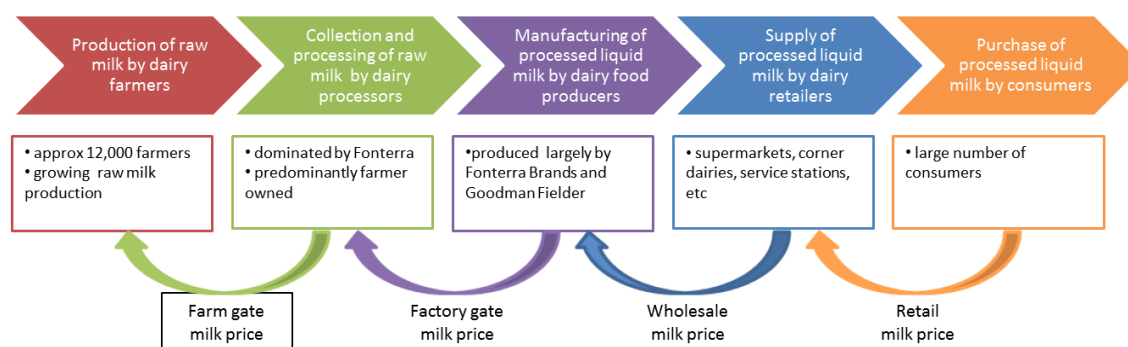 Production of raw
milk by dairy
farmers
Collection and
processing of raw
milk by dairy
processors
Manufacturing of
processed liquid
milk by dairy food
producers
Supply of
processed liquid
milk by dairy
retailers
Purchase of
processed liquid
milk by consumers
• approx 12,000 farmers
• growing raw milk
production
• dominated by Fonterra
• predominantly farmer
owned
•produced largely by
Fonterra Brands and
Goodman Fielder
• supermarkets, corner
dairies, service stations,
etc
• large number of
consumers
Farm gate
milk price
Factory gate
milk price
Wholesale
milk price
Retail
milk price